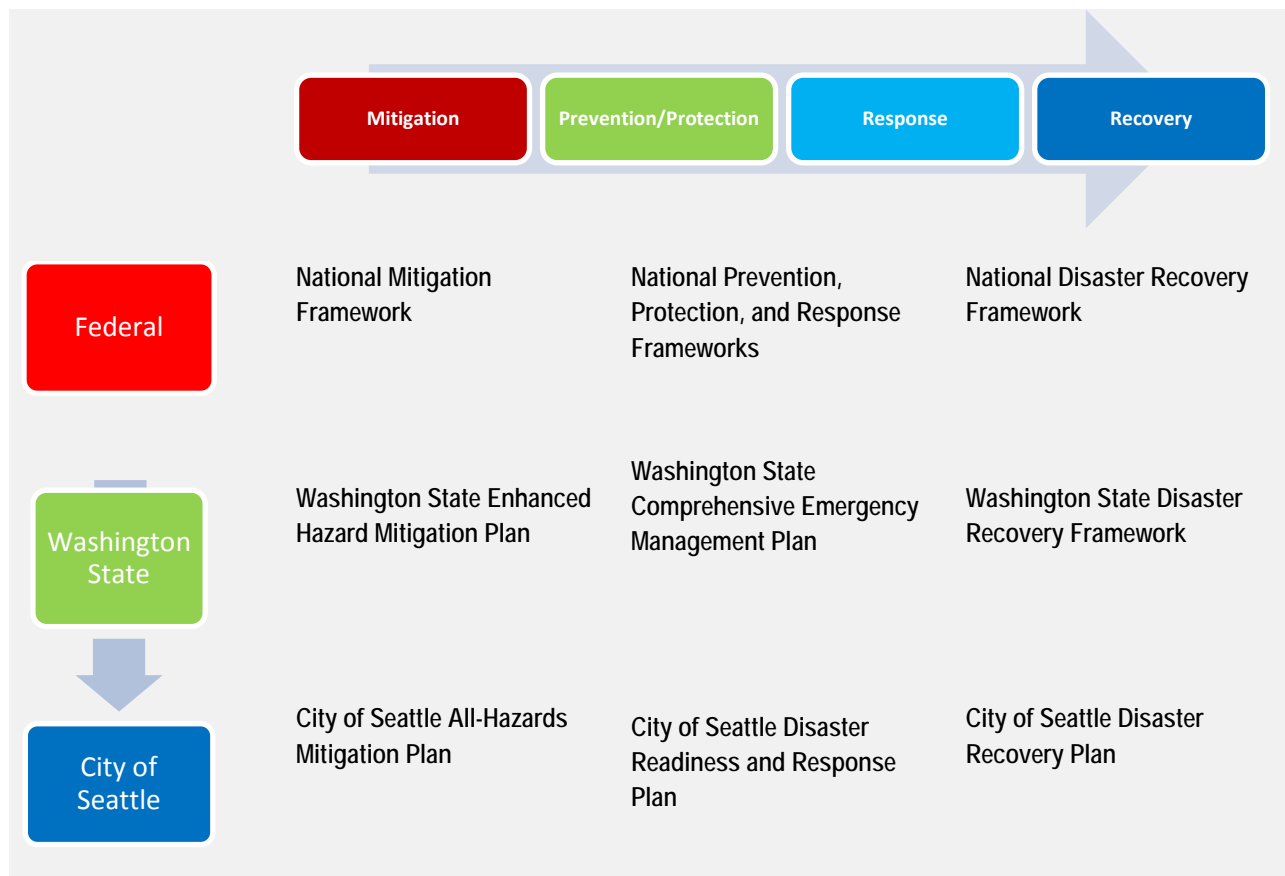 Mitigation
Prevention/Protection
Response
Recovery
Federal
National Mitigation
Framework
National Prevention,
Protection, and Response
Frameworks
National Disaster Recovery
Framework
Washington
State
Washington State Enhanced
Hazard Mitigation Plan
Washington State
Comprehensive Emergency
Management Plan
Washington State Disaster
Recovery Framework
City of
Seattle
City of Seattle All-Hazards
Mitigation Plan
City of Seattle Disaster
Readiness and Response
Plan
City of Seattle Disaster
Recovery Plan